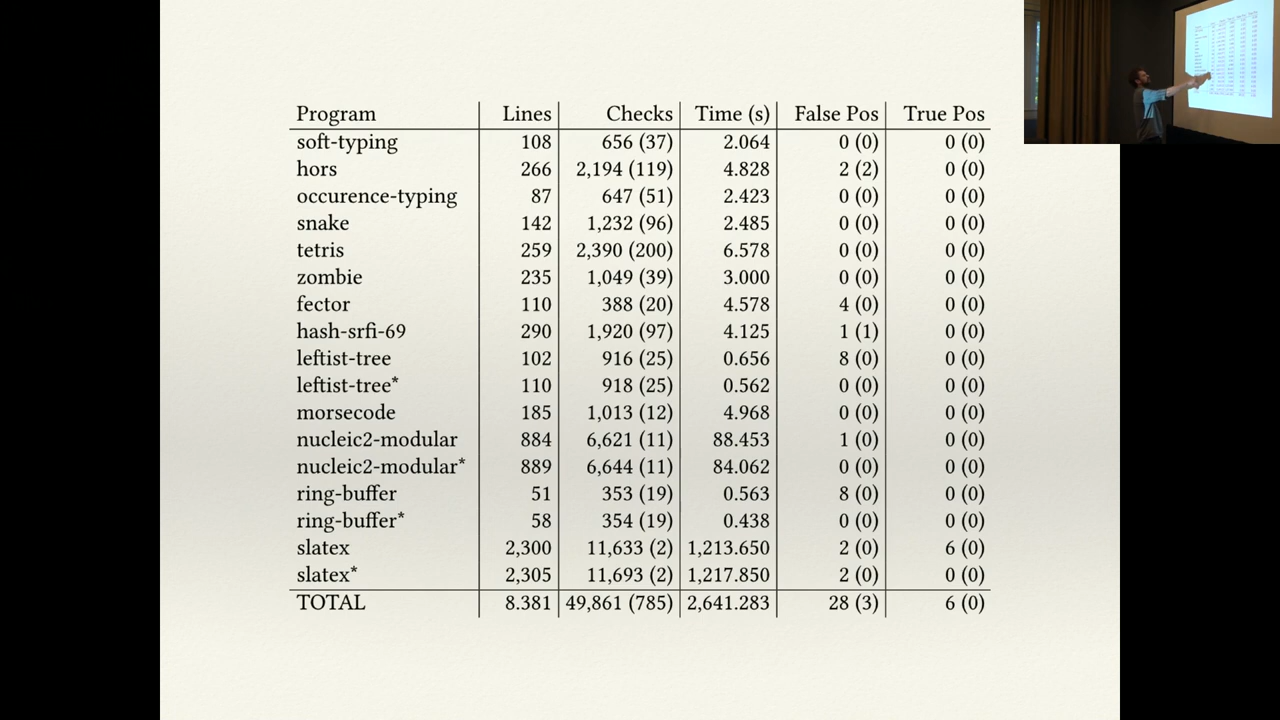 Program Lines Checks Time (s) False Pos True Pos
soft-typing 108 656 (37) 2.064 0 (0) 0 (0)
hors 266 2,194 (119) 4.828 2 (2) 0 (0)
occurence-typing 87 647 (51) 2.423 0 (0) 0 (0)
snake 142 1,232 (96) 2.485 0 (0) 0 (0)
tetris 259 2,390 (200) 6.578 0 (0) 0 (0)
zombie 235 1,049 (39) 3.000 0 (0) 0 (0)
fector 110 388 (20) 4.578 4 (0) 0 (0)
hash-srfi-69 290 1,920 (97) 4.125 1 (1) 0 (0)
leftist-tree 102 916 (25) 0.656 8 (0) 0 (0)
leftist-tree* 110 918 (25) 0.562 0 (0) 0 (0)
morsecode 185 1,013 (12) 4.968 0 (0) 0 (0)
nucleic2-modular 884 6,621 (11) 88.453 1 (0) 0 (0)
nucleic2-modular* 889 6,644 (11) 84.062 0 (0) 0 (0)
ring-buffer 51 353 (19) 0.563 8 (0) 0 (0)
ring-buffer* 58 354 (19) 0.438 0 (0) 0 (0)
slatex 2,300 11,633 (2) 1,213.650 2 (0) 6 (0)
slatex* 2,305 11,693 (2) 1,217.850 2 (0) 0 (0)
TOTAL 8.381 49,861 (785) 2,641.283 28 (3) 6 (0)